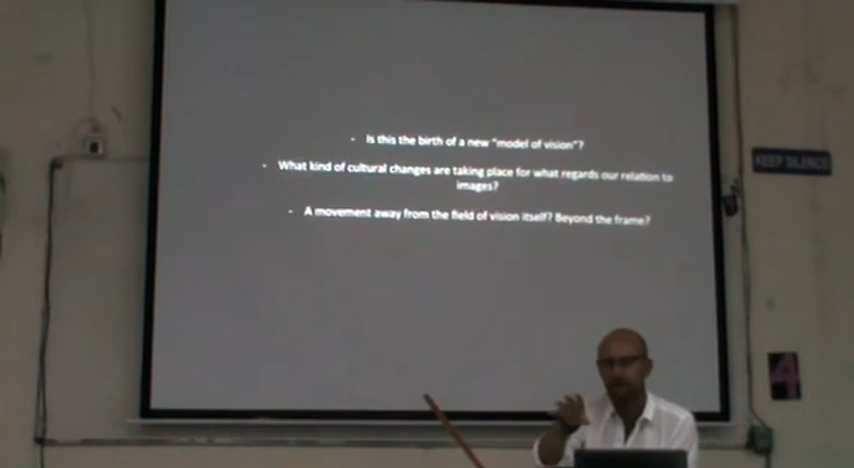 - Is this the birth of a new "model of vision"?
- What kind of cultural changes are taking place for what regards our relation to
images?
- A movement away from the field of vision itself? Beyond the frame?
KEEP SILENCE
4